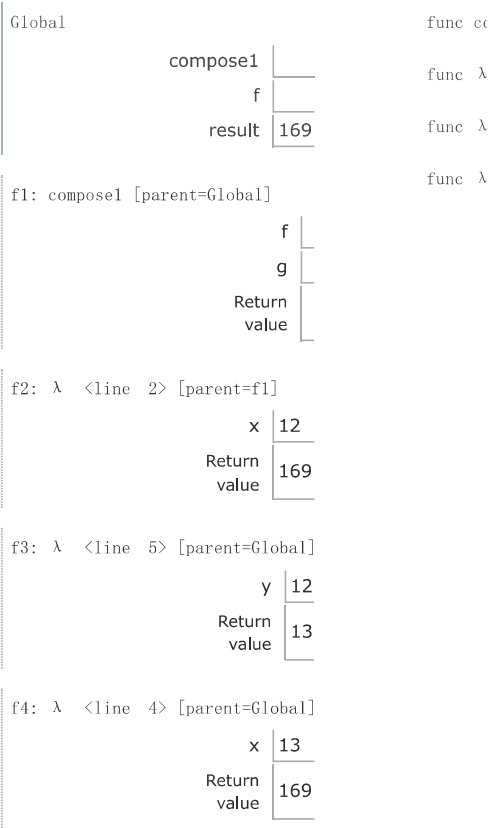 Global
compose1
f
result 169
func
func λ
func λ
func λ
f1: compose1 [parent=Global]
f
g
Return
value
f2: λ <line 2> [parent=f1]
x 12
Return
value 169
f3: λ <line 5> [parent=Global]
y 12
Return
value 13
f4: λ <line 4> [parent=Global]
x 13
Return
value 169